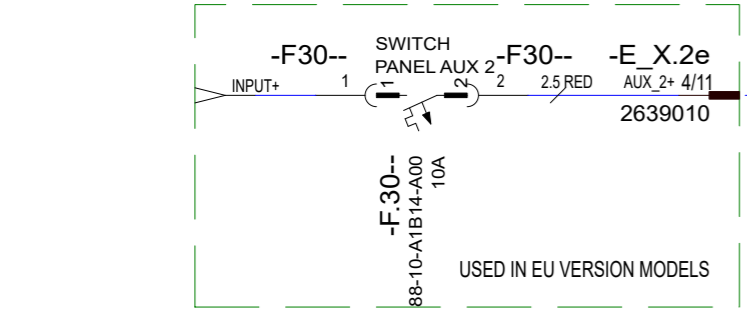 -F30--
SWITCH
PANEL AUX 2
-F30--
-E_X.2e
INPUT+
1
1
2
2
2.5 RED
AUX_2+ 4/11
2639010
-F.30--
88-10-A1B14-A00
10A
USED IN EU VERSION MODELS